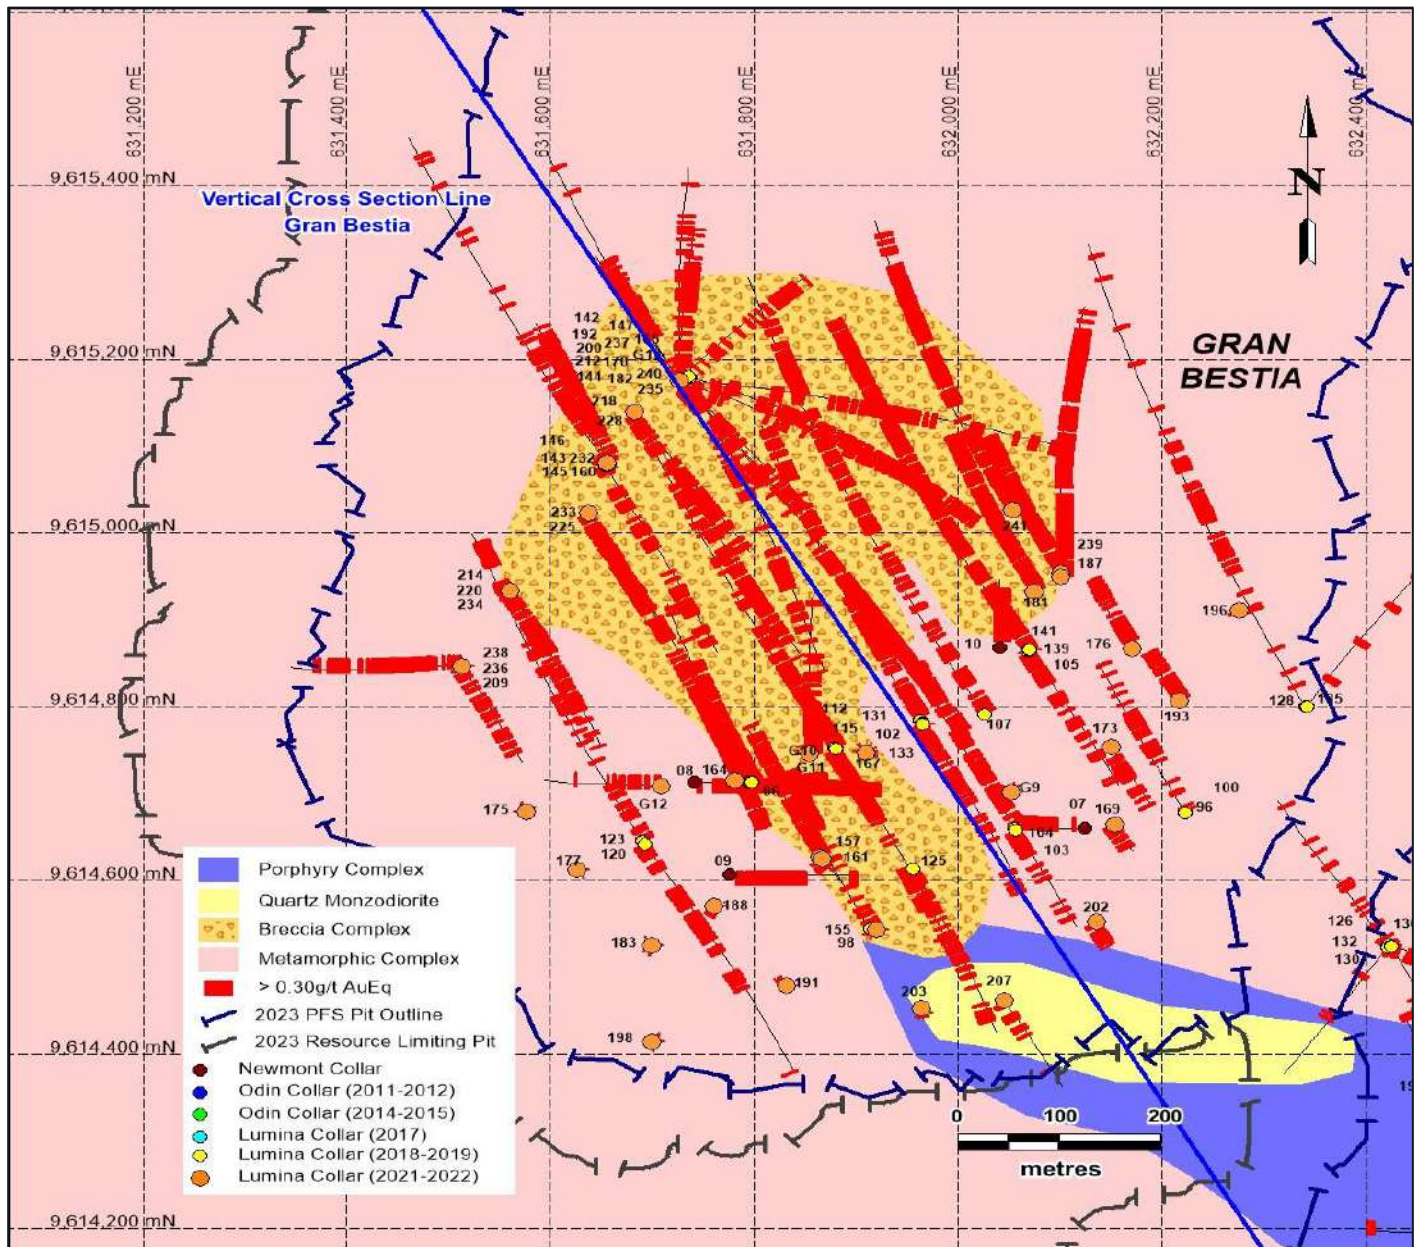 631,200 mE
631,400 mE
631,600 mE
631,800 mE
632,000 mE
632,200 mE
632,400 mE
9,615,400 mN
Vertical Cross Section Line
Gran Bestia
N
GRAN
BESTIA
9,615,200 mN
142
147
192
237
200
G13
212 170
240
144 182
235
218
228
146
143 232
145 160
233
225
9,615,000 mN
241
239
187
181
214
220
234
196
10
141
139
105
176
238
236
209
9,614,800 mN
128
193
107
112
131
115
102
133
G10
G11
167
173
08
164
G12
G9
07
100
96
169
175
104
103
123
120
157
161
125
177
09
9,614,600 mN
188
202
126
132
130
155
98
183
191
203
207
198
9,614,400 mN
Porphyry Complex
Quartz Monzodiorite
Breccia Complex
Metamorphic Complex
> 0.30g/t AuEq
2023 PFS Pit Outline
2023 Resource Limiting Pit
Newmont Collar
Odin Collar (2011-2012)
Odin Collar (2014-2015)
Lumina Collar (2017)
Lumina Collar (2018-2019)
Lumina Collar (2021-2022)
0 100 200
metres
9,614,200 mN